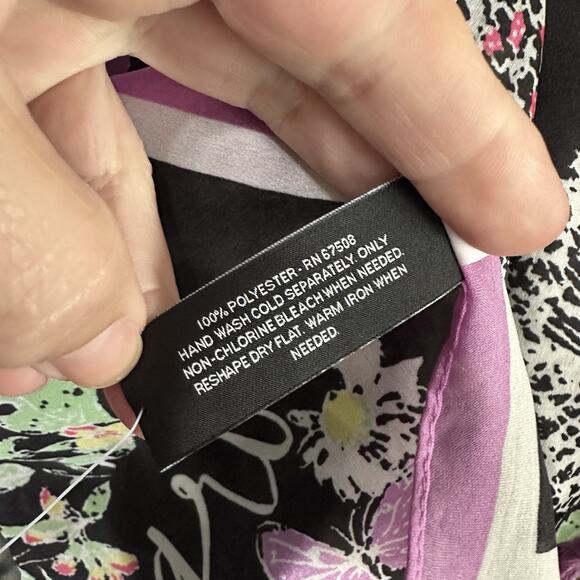 100% POLYESTER - RN 67508
HAND WASH COLD SEPARATELY. ONLY
NON-CHLORINE BLEACH WHEN NEEDED.
RESHAPE DRY FLAT. WARM IRON WHEN
NEEDED.